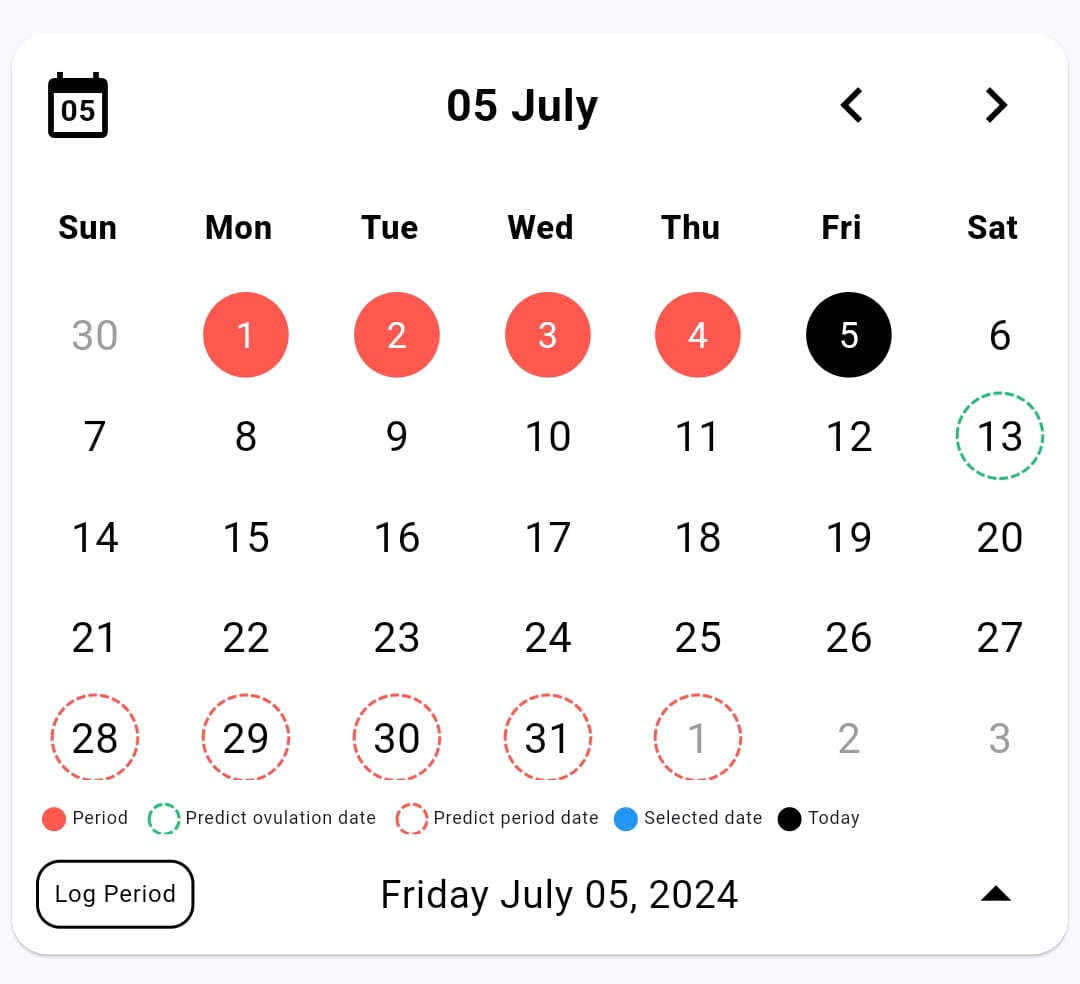 05 05 July
Sun Mon Tue Wed Thu Fri Sat
30 1 2 3 4 5 6
7 8 9 10 11 12 13
14 15 16 17 18 19 20
21 22 23 24 25 26 27
28 29 30 31 1 2 3
Period Predict ovulation date Predict period date Selected date Today
Log Period Friday July 05, 2024